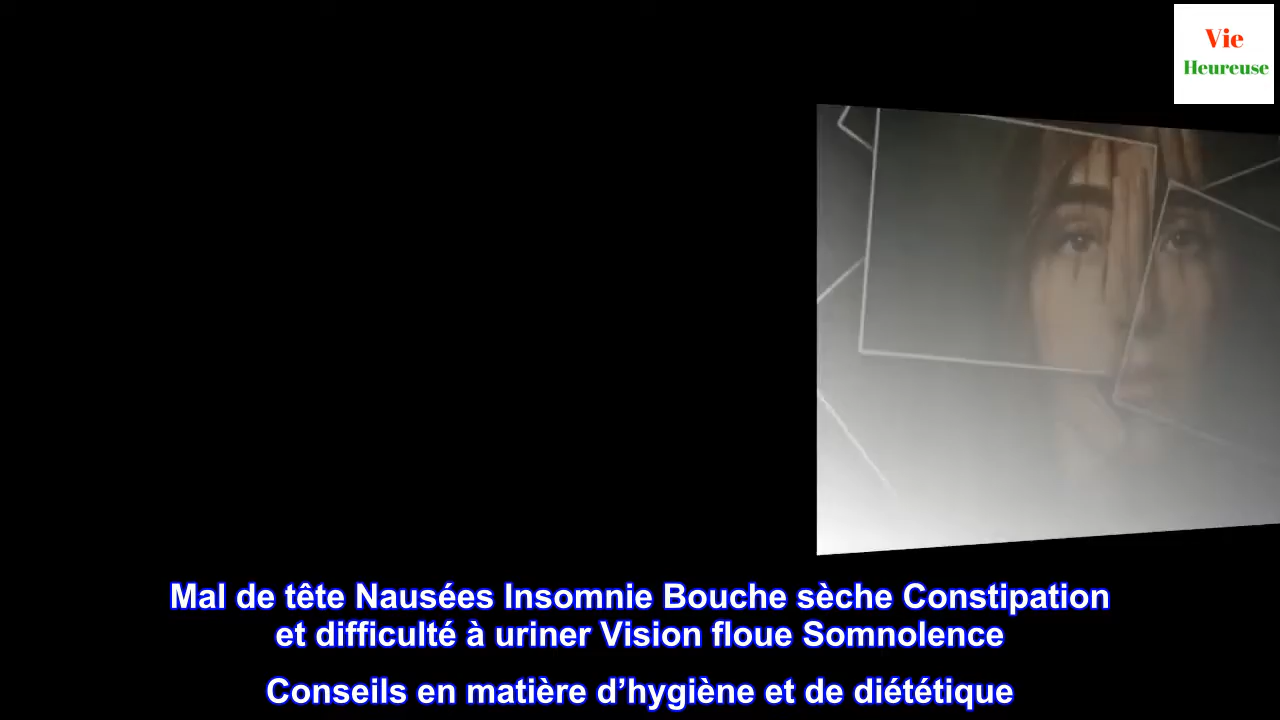 Vie
Heureuse
Mal de tête Nausées Insomnie Bouche sèche Constipation
et difficulté à uriner Vision floue Somnolence
Conseils en matière d’hygiène et de diététique